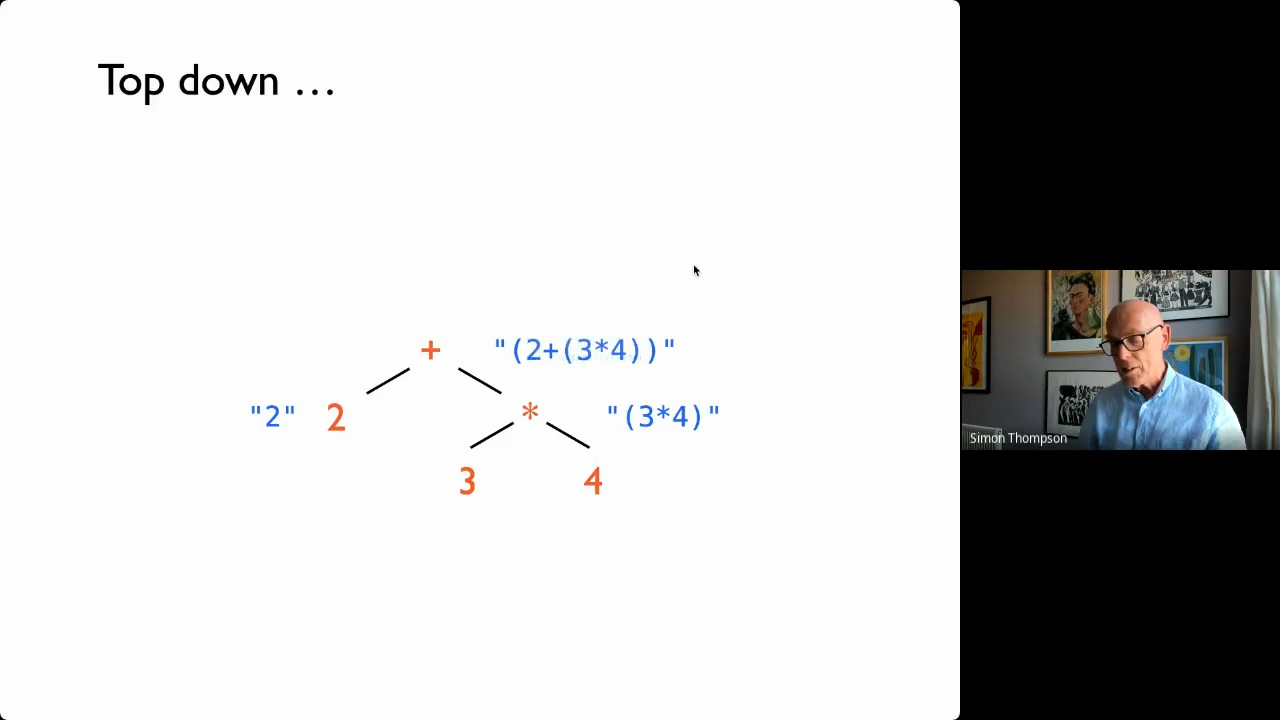 Top down …
+ "(2+(3*4))"
"2" 2 * "(3*4)"
3 4
Simon Thompson